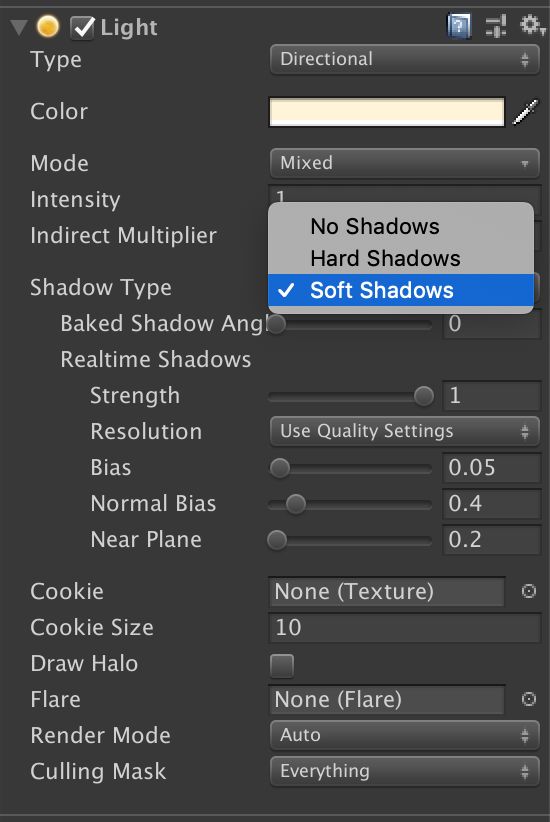 Light
Type Directional
Color
Mode Mixed
Intensity 1
Indirect Multiplier
No Shadows
Hard Shadows
Shadow Type Soft Shadows
Baked Shadow Angl 0
Realtime Shadows
Strength 1
Resolution Use Quality Settings
Bias 0.05
Normal Bias 0.4
Near Plane 0.2
Cookie None (Texture)
Cookie Size 10
Draw Halo
Flare None (Flare)
Render Mode Auto
Culling Mask Everything